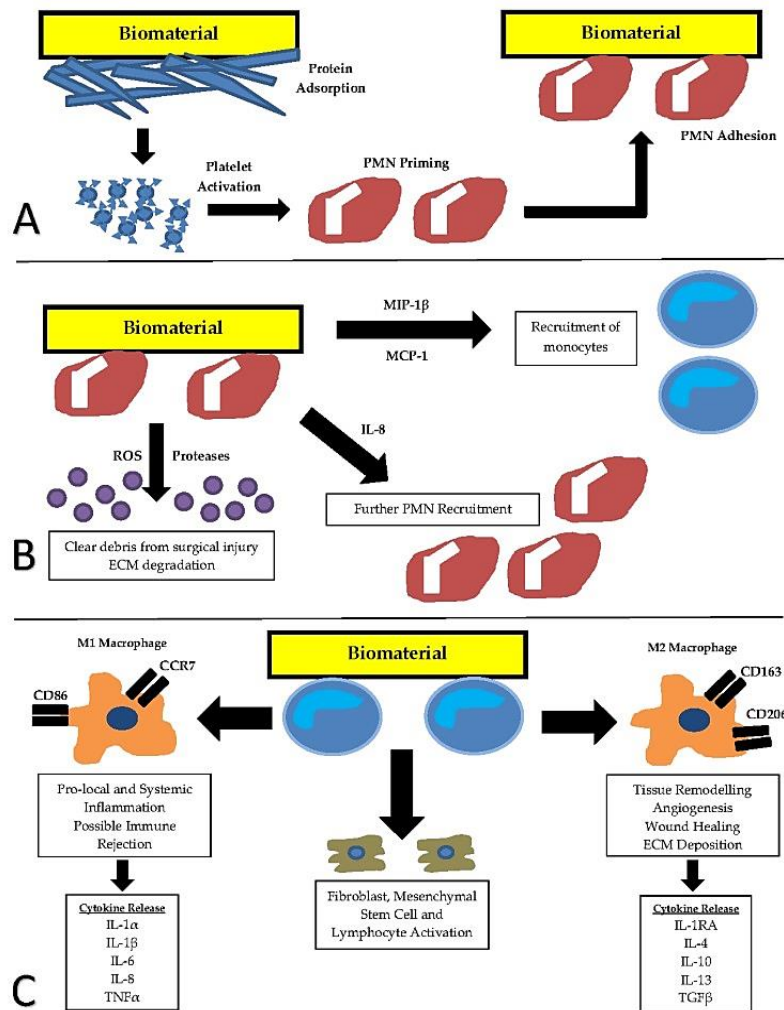 Biomaterial
Protein
Adsorption
Platelet
Activation
PMN Priming
Biomaterial
PMN Adhesion
A
Biomaterial
MIP-1β
MCP-1
Recruitment of
monocytes
IL-8
ROS Proteases
Further PMN Recruitment
Clear debris from surgical injury
ECM degradation
B
M1 Macrophage
CCR7
CD86
Biomaterial
M2 Macrophage
CD163
CD206
Pro-local and Systemic
Inflammation
Possible Immune
Rejection
Tissue Remodelling
Angiogenesis
Wound Healing
ECM Deposition
Fibroblast, Mesenchymal
Stem Cell and
Lymphocyte Activation
Cytokine Release
IL-1α
IL-1β
IL-6
IL-8
TNFα
Cytokine Release
IL-1RA
IL-4
IL-10
IL-13
TGFβ
C